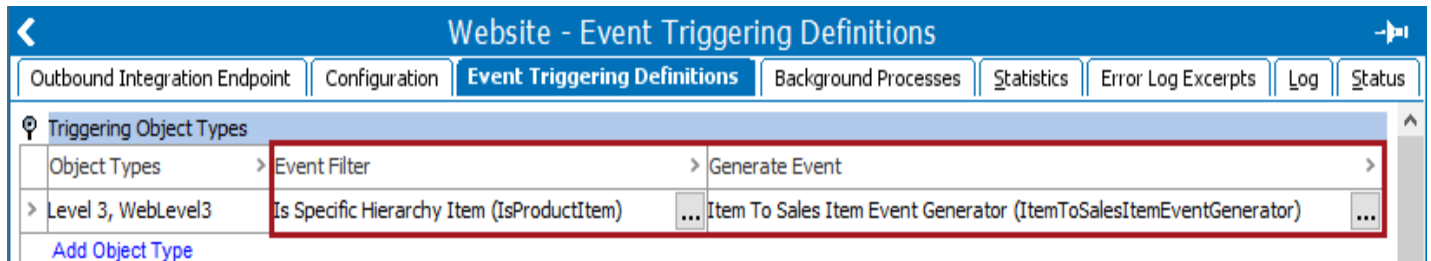 Website - Event Triggering Definitions
Outbound Integration Endpoint Configuration Event Triggering Definitions Background Processes Statistics Error Log Excerpts Log Status
Triggering Object Types
Object Types > Event Filter > Generate Event >
> Level 3, WebLevel3 Is Specific Hierarchy Item (IsProductItem) ... Item To Sales Item Event Generator (ItemToSalesItemEventGenerator) ...
Add Object Type